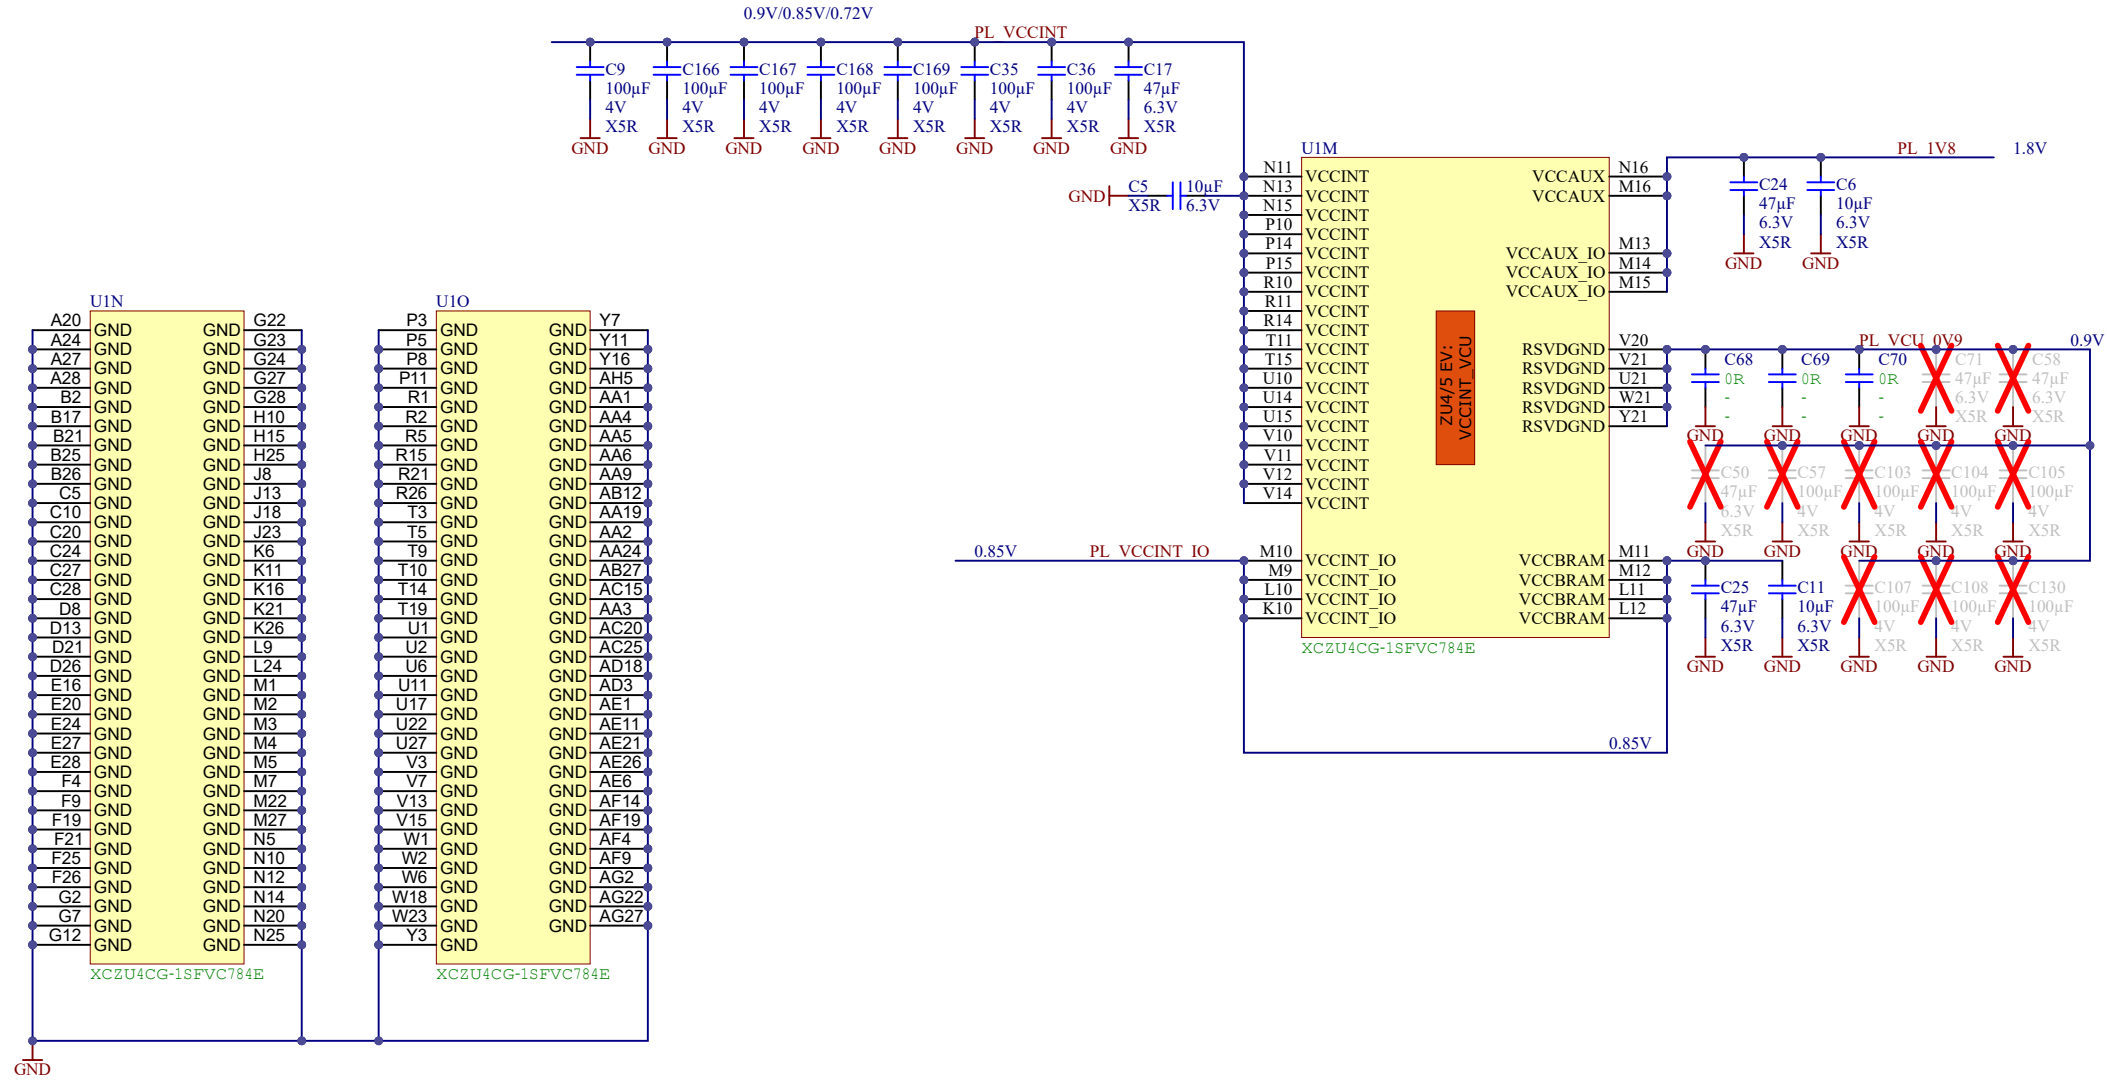 0.9V/0.85V/0.72V
PL_VCCINT
C9
100µF
4V
X5R
GND
C166
100µF
4V
X5R
GND
C167
100µF
4V
X5R
GND
C168
100µF
4V
X5R
GND
C169
100µF
4V
X5R
GND
C35
100µF
4V
X5R
GND
C36
100µF
4V
X5R
GND
C17
47µF
6.3V
X5R
GND
GND
C5
X5R
10µF
6.3V
U1M
N11 VCCINT
N13 VCCINT
N15 VCCINT
P10 VCCINT
P14 VCCINT
P15 VCCINT
R10 VCCINT
R11 VCCINT
R14 VCCINT
T11 VCCINT
T15 VCCINT
U10 VCCINT
U14 VCCINT
U15 VCCINT
V10 VCCINT
V11 VCCINT
V12 VCCINT
V14 VCCINT
0.85V PL_VCCINT_IO
M10 VCCINT_IO
M9 VCCINT_IO
L10 VCCINT_IO
K10 VCCINT_IO
ZU4/5 EV:
VCCINT_VCU
VCCAUX N16
VCCAUX M16
VCCAUX_IO M13
VCCAUX_IO M14
VCCAUX_IO M15
RSVDGND V20
RSVDGND V21
RSVDGND U21
RSVDGND W21
RSVDGND Y21
VCCBRAM M11
VCCBRAM M12
VCCBRAM L11
VCCBRAM L12
XCZU4CG-1SFVC784E
0.85V
PL_1V8 1.8V
C24
47µF
6.3V
X5R
GND
C6
10µF
6.3V
X5R
GND
PL_VCU_0V9 0.9V
C68
0R
-
-
GND
C69
0R
-
-
GND
C70
0R
-
-
GND
C71
47µF
6.3V
X5R
GND
C58
47µF
6.3V
X5R
GND
C50
47µF
6.3V
X5R
GND
C57
100µF
4V
X5R
GND
C103
100µF
4V
X5R
GND
C104
100µF
4V
X5R
GND
C105
100µF
4V
X5R
GND
C25
47µF
6.3V
X5R
GND
C11
10µF
6.3V
X5R
GND
C107
100µF
4V
X5R
GND
C108
100µF
4V
X5R
GND
C130
100µF
4V
X5R
GND
U1N
A20 GND GND G22
A24 GND GND G23
A27 GND GND G24
A28 GND GND G27
B2 GND GND G28
B17 GND GND H10
B21 GND GND H15
B25 GND GND H25
B26 GND GND J8
C5 GND GND J13
C10 GND GND J18
C20 GND GND J23
C24 GND GND K6
C27 GND GND K11
C28 GND GND K16
D8 GND GND K21
D13 GND GND K26
D21 GND GND L9
D26 GND GND L24
E16 GND GND M1
E20 GND GND M2
E24 GND GND M3
E27 GND GND M4
E28 GND GND M5
F4 GND GND M7
F9 GND GND M22
F19 GND GND M27
F21 GND GND N5
F25 GND GND N10
F26 GND GND N12
G2 GND GND N14
G7 GND GND N20
G12 GND GND N25
XCZU4CG-1SFVC784E
GND
U1O
P3 GND GND Y7
P5 GND GND Y11
P8 GND GND Y16
P11 GND GND AH5
R1 GND GND AA1
R2 GND GND AA4
R5 GND GND AA5
R15 GND GND AA6
R21 GND GND AA9
R26 GND GND AB12
T3 GND GND AA19
T5 GND GND AA2
T9 GND GND AA24
T10 GND GND AB27
T14 GND GND AC15
T19 GND GND AA3
U1 GND GND AC20
U2 GND GND AC25
U6 GND GND AD18
U11 GND GND AD3
U17 GND GND AE1
U22 GND GND AE11
U27 GND GND AE21
V3 GND GND AE26
V7 GND GND AE6
V13 GND GND AF14
V15 GND GND AF19
W1 GND GND AF4
W2 GND GND AF9
W6 GND GND AG2
W18 GND GND AG22
W23 GND GND AG27
Y3 GND
XCZU4CG-1SFVC784E